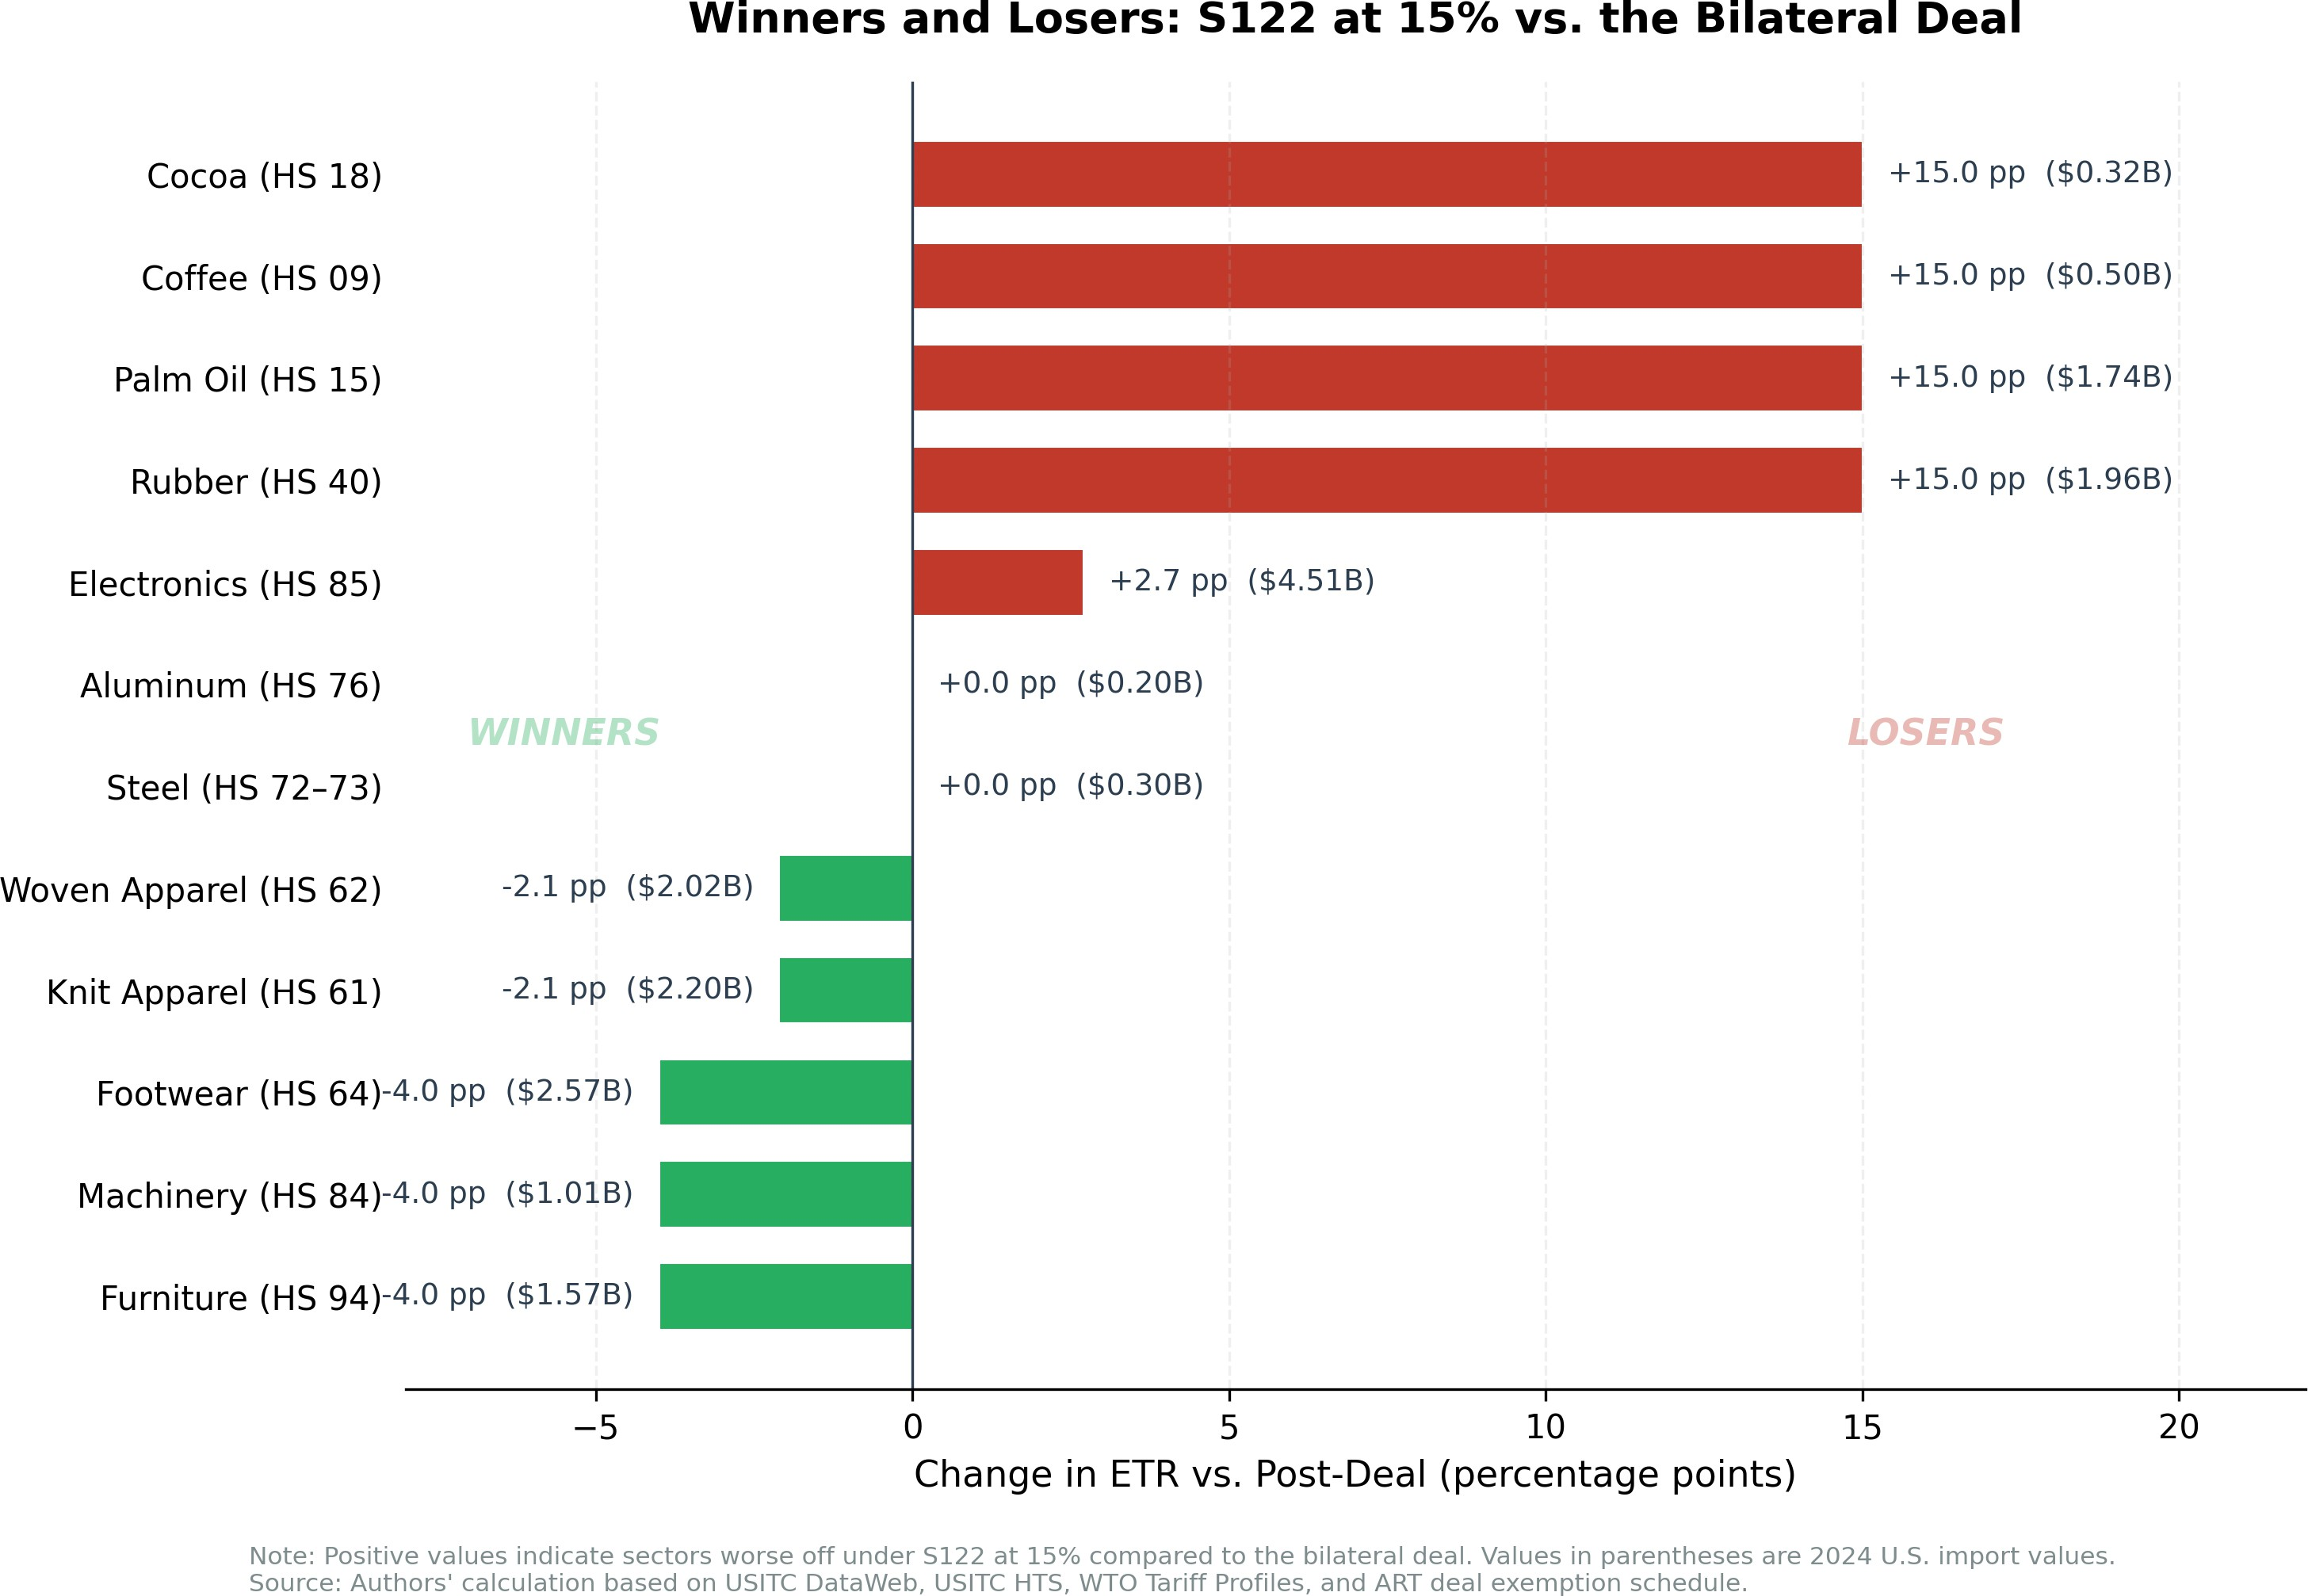 Winners and Losers: S122 at 15% vs. the Bilateral Deal
Cocoa (HS 18) +15.0 pp ($0.32B)
Coffee (HS 09) +15.0 pp ($0.50B)
Palm Oil (HS 15) +15.0 pp ($1.74B)
Rubber (HS 40) +15.0 pp ($1.96B)
Electronics (HS 85) +2.7 pp ($4.51B)
Aluminum (HS 76) +0.0 pp ($0.20B)
WINNERS LOSERS
Steel (HS 72–73) +0.0 pp ($0.30B)
Woven Apparel (HS 62) -2.1 pp ($2.02B)
Knit Apparel (HS 61) -2.1 pp ($2.20B)
Footwear (HS 64) -4.0 pp ($2.57B)
Machinery (HS 84) -4.0 pp ($1.01B)
Furniture (HS 94) -4.0 pp ($1.57B)
−5 0 5 10 15 20
Change in ETR vs. Post-Deal (percentage points)
Note: Positive values indicate sectors worse off under S122 at 15% compared to the bilateral deal. Values in parentheses are 2024 U.S. import values.
Source: Authors' calculation based on USITC DataWeb, USITC HTS, WTO Tariff Profiles, and ART deal exemption schedule.